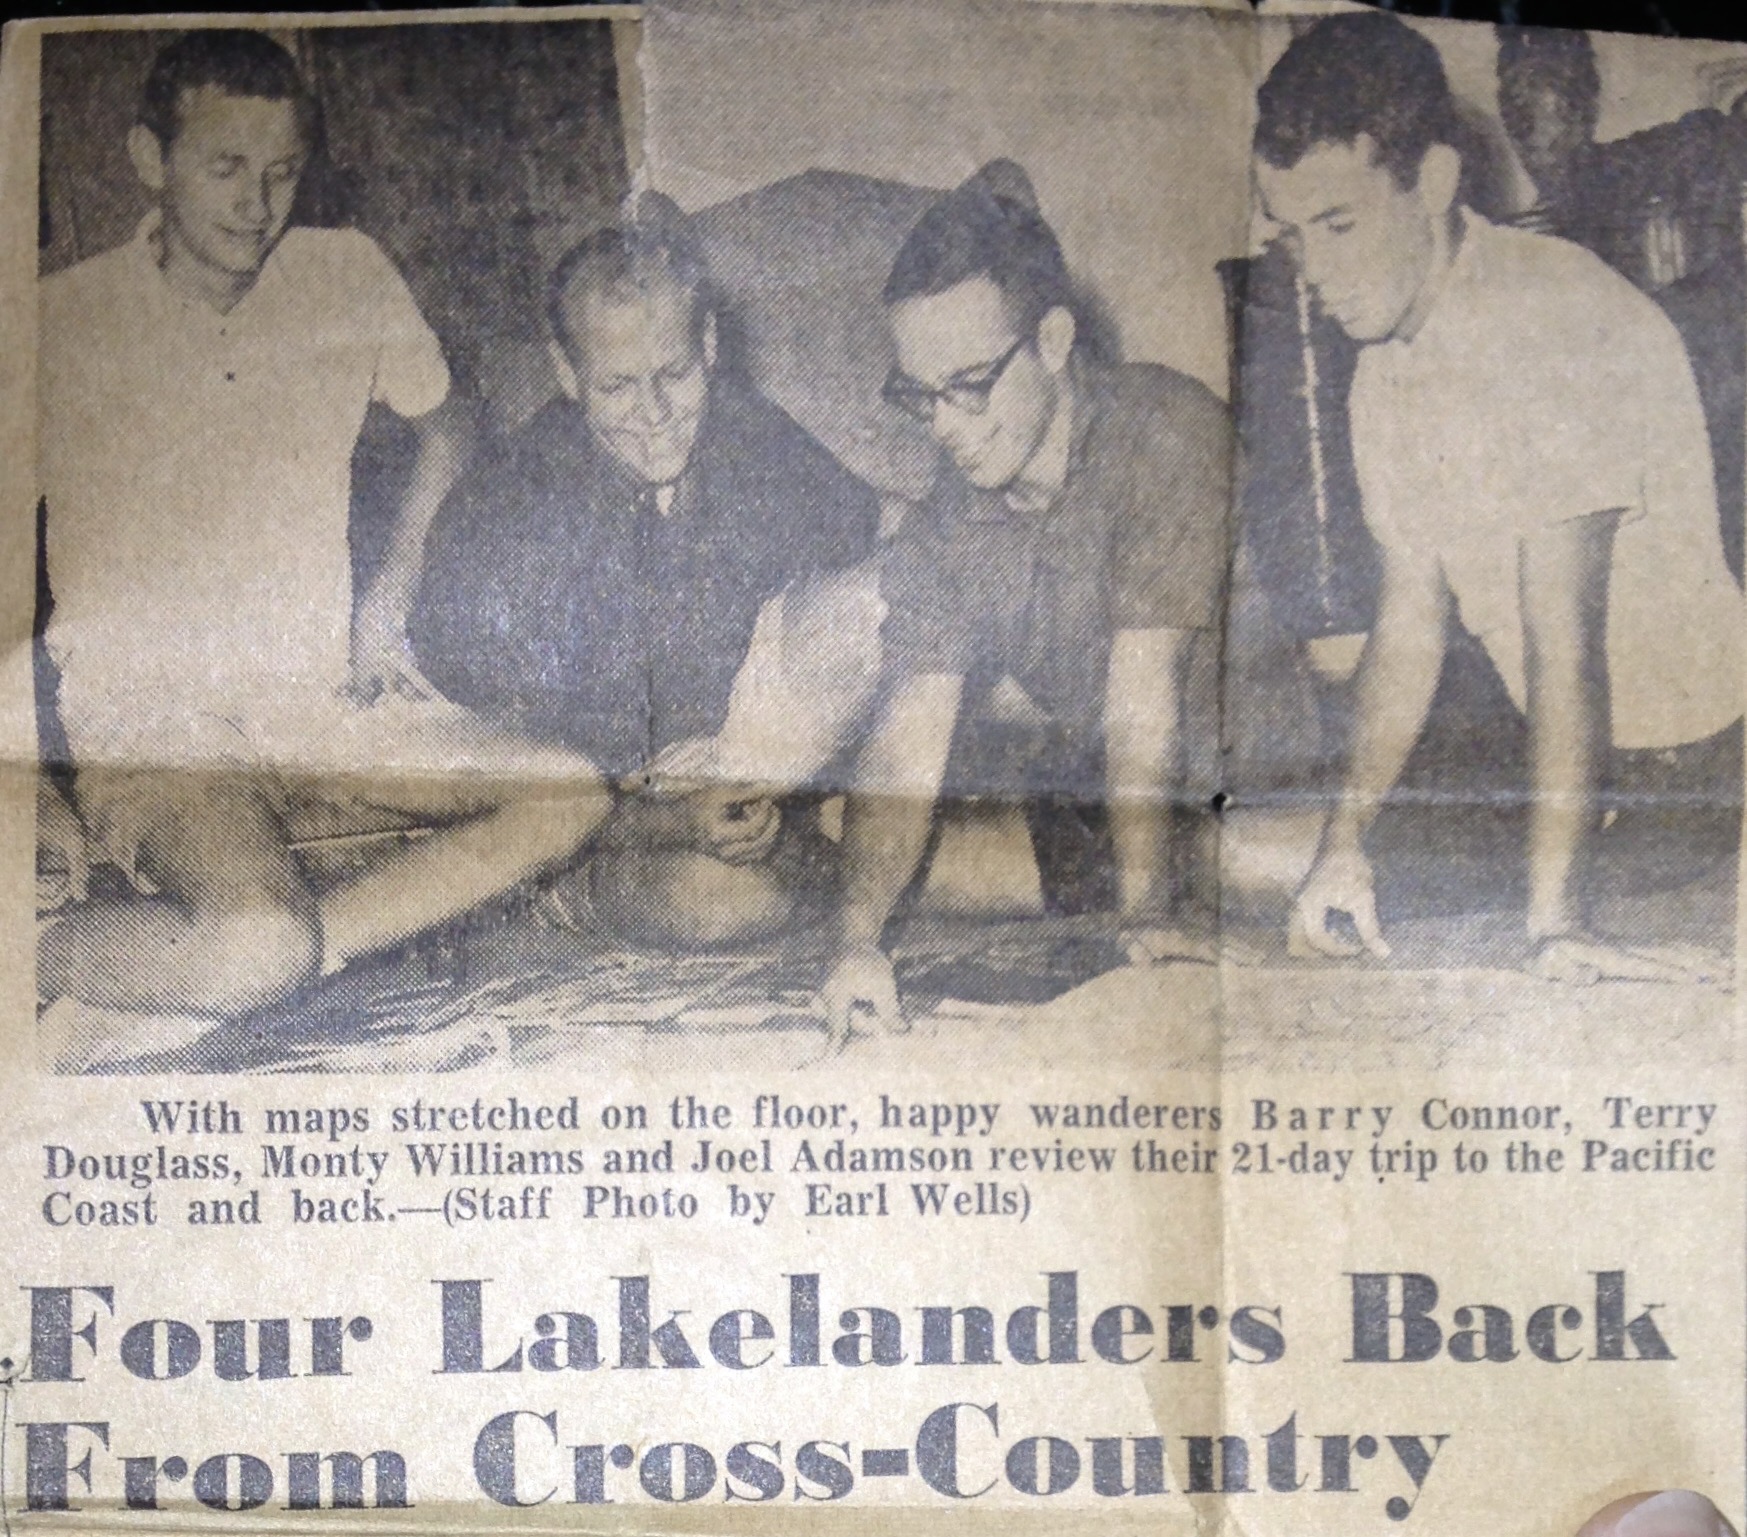 With maps stretched on the floor, happy wanderers Barry Connor, Terry
Douglass, Monty Williams and Joel Adamson review their 21-day trip to the Pacific
Coast and back.—(Staff Photo by Earl Wells)
Four Lakelanders Back
From Cross-Country